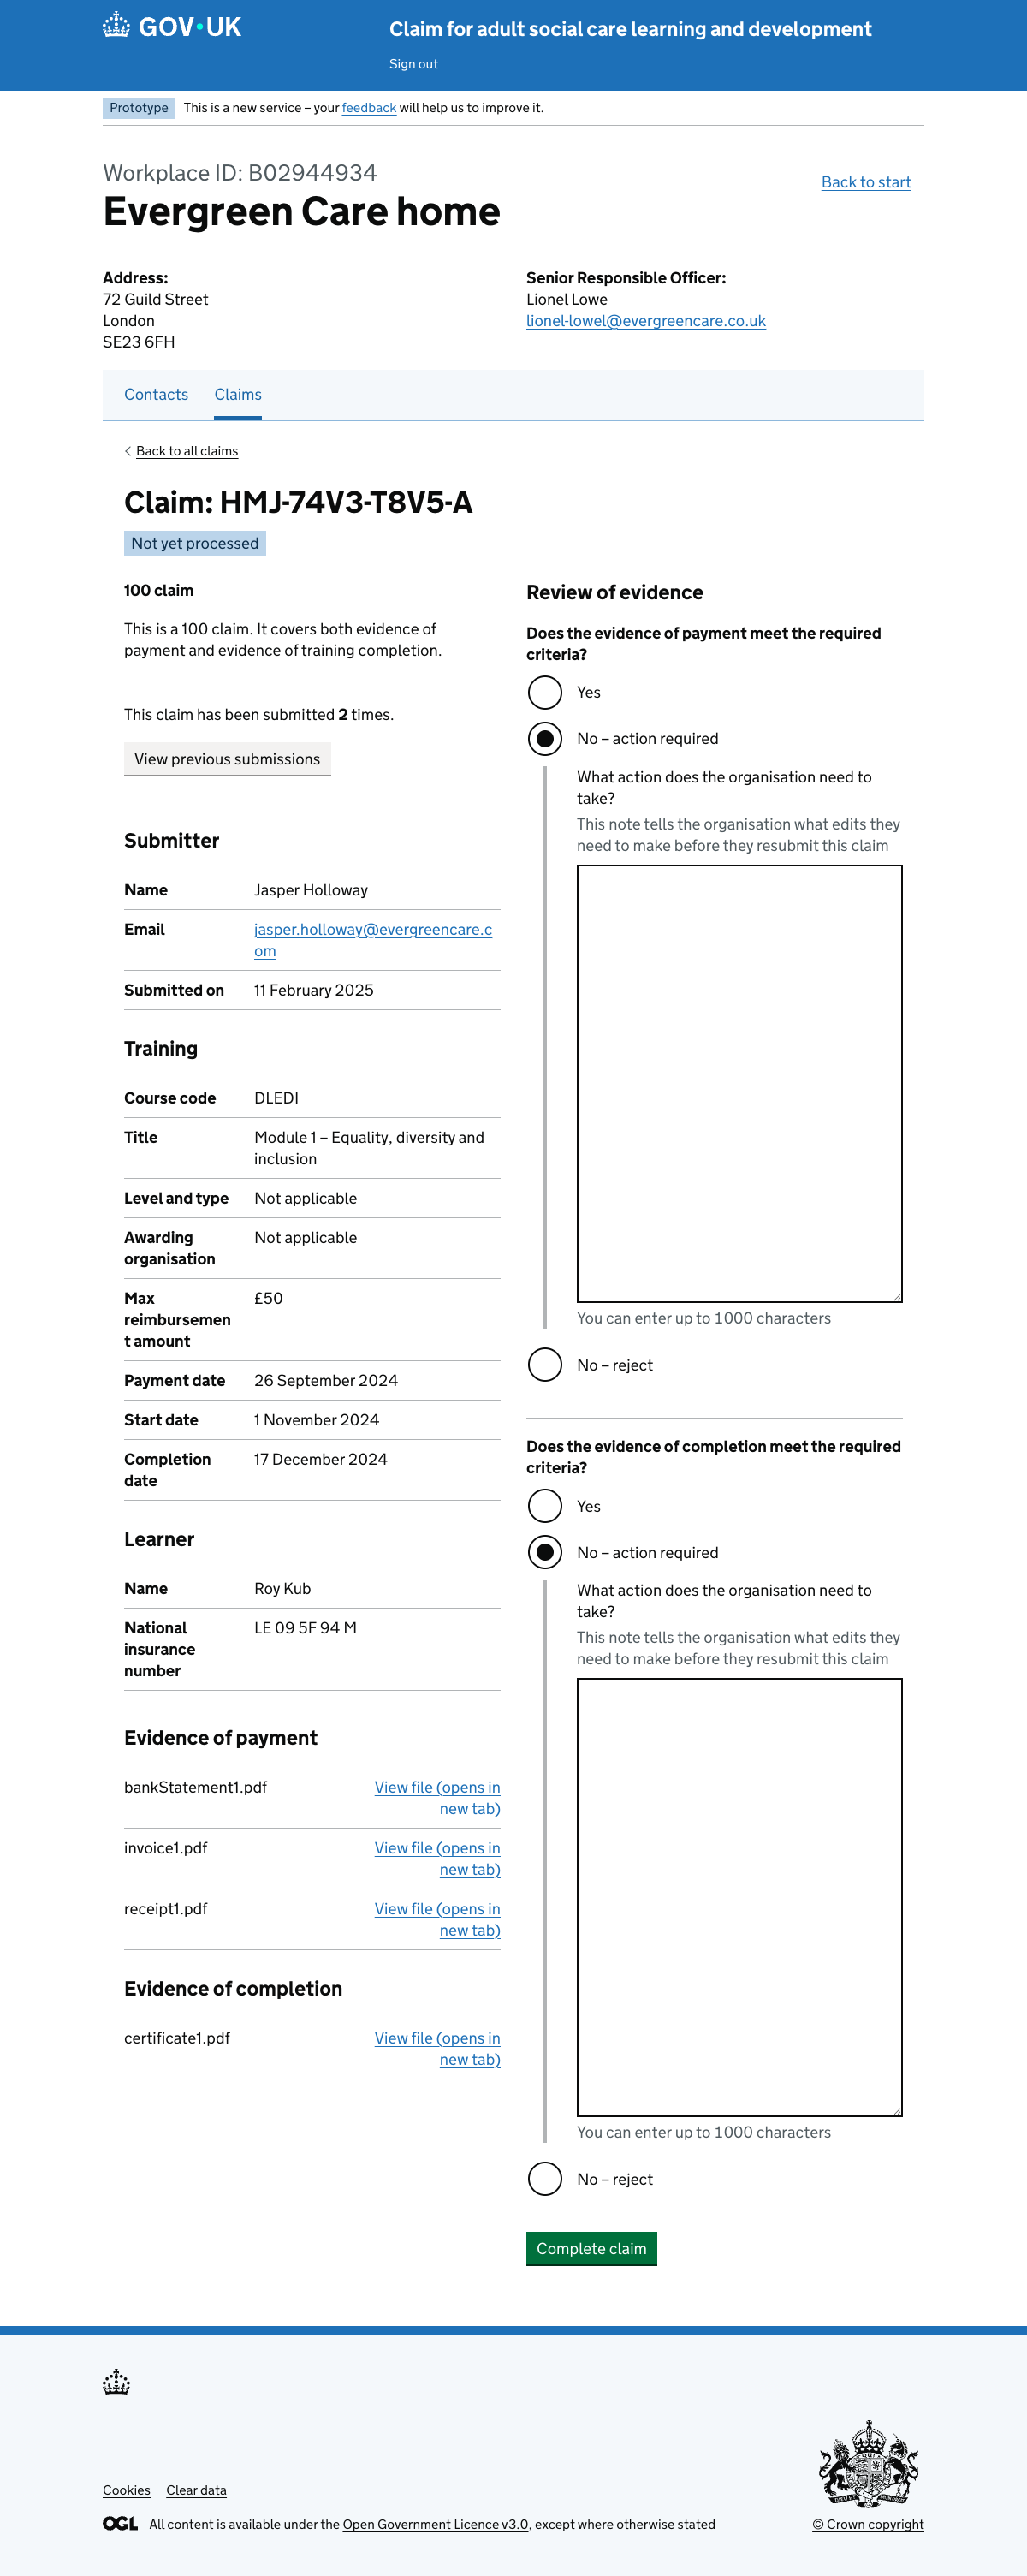 GOV·UK
Claim for adult social care learning and development
Sign out
Prototype This is a new service – your feedback will help us to improve it.
Workplace ID: B02944934
Evergreen Care home
Back to start
Address:
72 Guild Street
London
SE23 6FH
Senior Responsible Officer:
Lionel Lowe
lionel-lowel@evergreencare.co.uk
Contacts Claims
Back to all claims
Claim: HMJ-74V3-T8V5-A
Not yet processed
100 claim
This is a 100 claim. It covers both evidence of
payment and evidence of training completion.
This claim has been submitted 2 times.
View previous submissions
Submitter
Name Jasper Holloway
Email jasper.holloway@evergreencare.c
om
Submitted on 11 February 2025
Training
Course code DLEDI
Title Module 1 – Equality, diversity and
inclusion
Level and type Not applicable
Awarding Not applicable
organisation
Max £50
reimbursemen
t amount
Payment date 26 September 2024
Start date 1 November 2024
Completion 17 December 2024
date
Learner
Name Roy Kub
National LE 09 5F 94 M
insurance
number
Evidence of payment
bankStatement1.pdf View file (opens in
new tab)
invoice1.pdf View file (opens in
new tab)
receipt1.pdf View file (opens in
new tab)
Evidence of completion
certificate1.pdf View file (opens in
new tab)
Review of evidence
Does the evidence of payment meet the required
criteria?
Yes
No – action required
What action does the organisation need to
take?
This note tells the organisation what edits they
need to make before they resubmit this claim
You can enter up to 1000 characters
No – reject
Does the evidence of completion meet the required
criteria?
Yes
No – action required
What action does the organisation need to
take?
This note tells the organisation what edits they
need to make before they resubmit this claim
You can enter up to 1000 characters
No – reject
Complete claim
Cookies Clear data
OGL All content is available under the Open Government Licence v3.0, except where otherwise stated
© Crown copyright